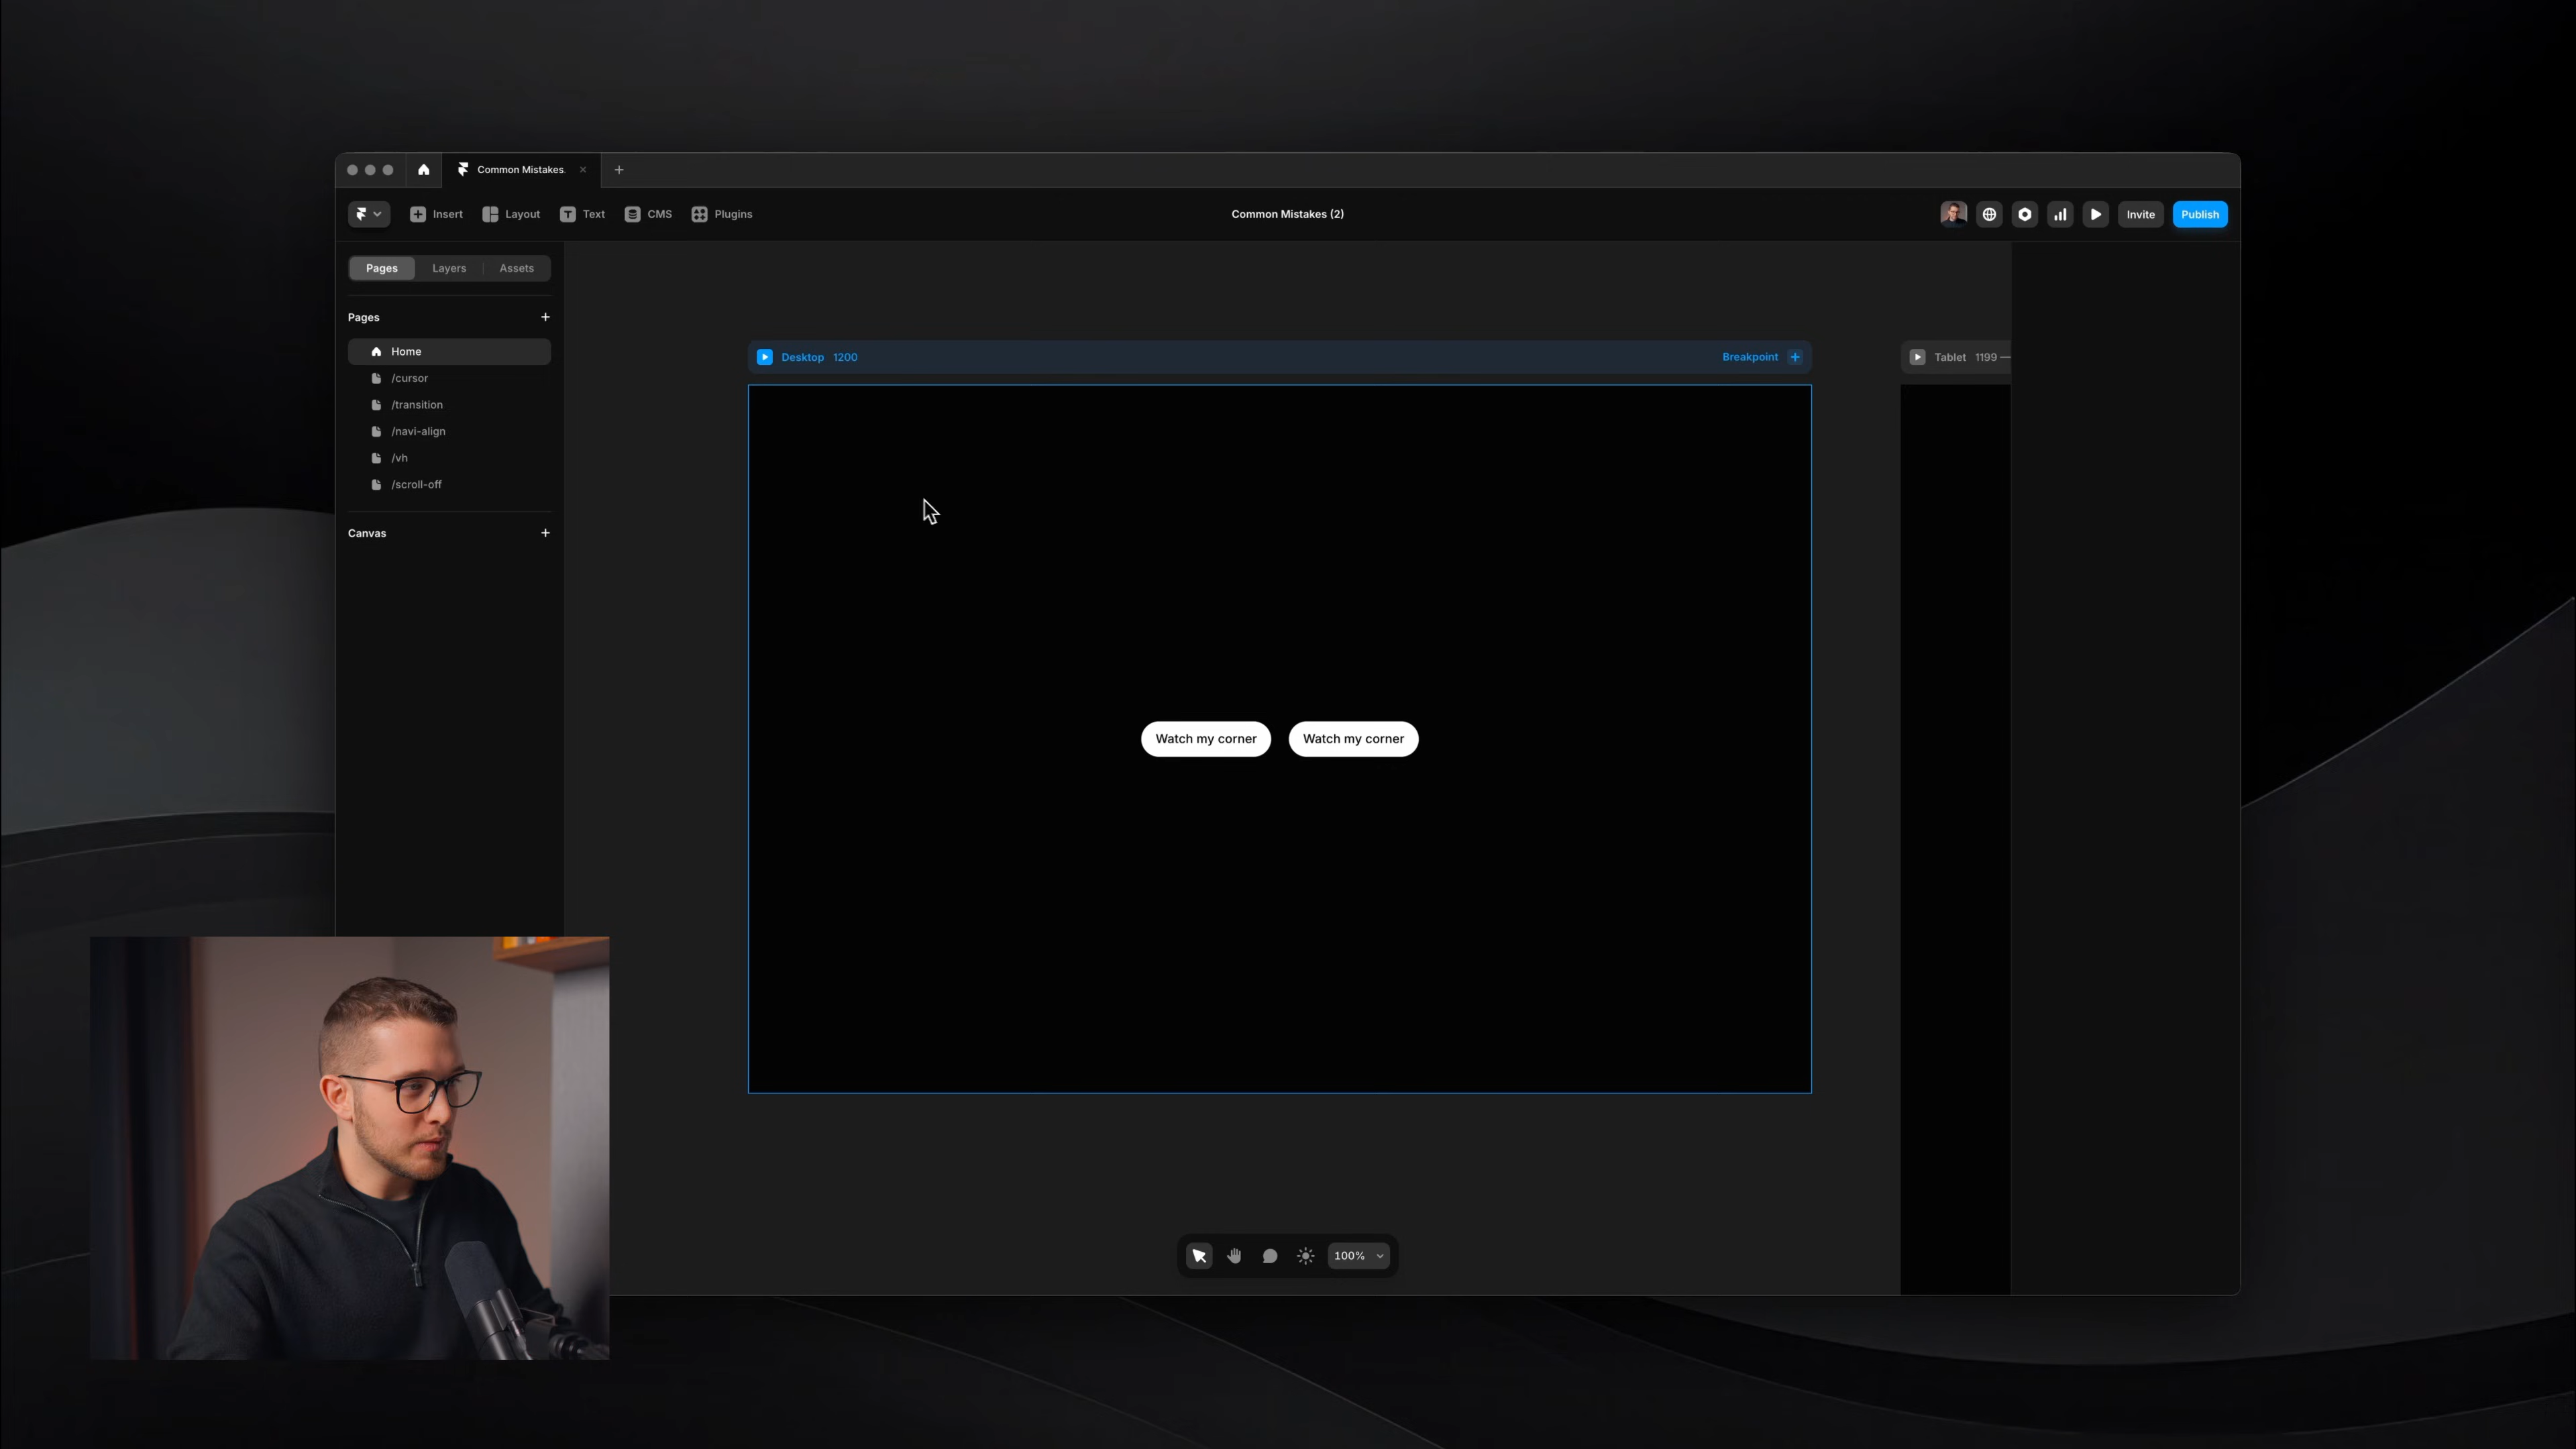 Common Mistakes.
Insert Layout Text CMS Plugins
Common Mistakes (2)
Invite
Publish
Pages Layers Assets
Pages
Home
/cursor
/transition
/navi-align
/vh
/scroll-off
Canvas
Desktop 1200
Breakpoint
Tablet 1199 —
Watch my corner
Watch my corner
100%